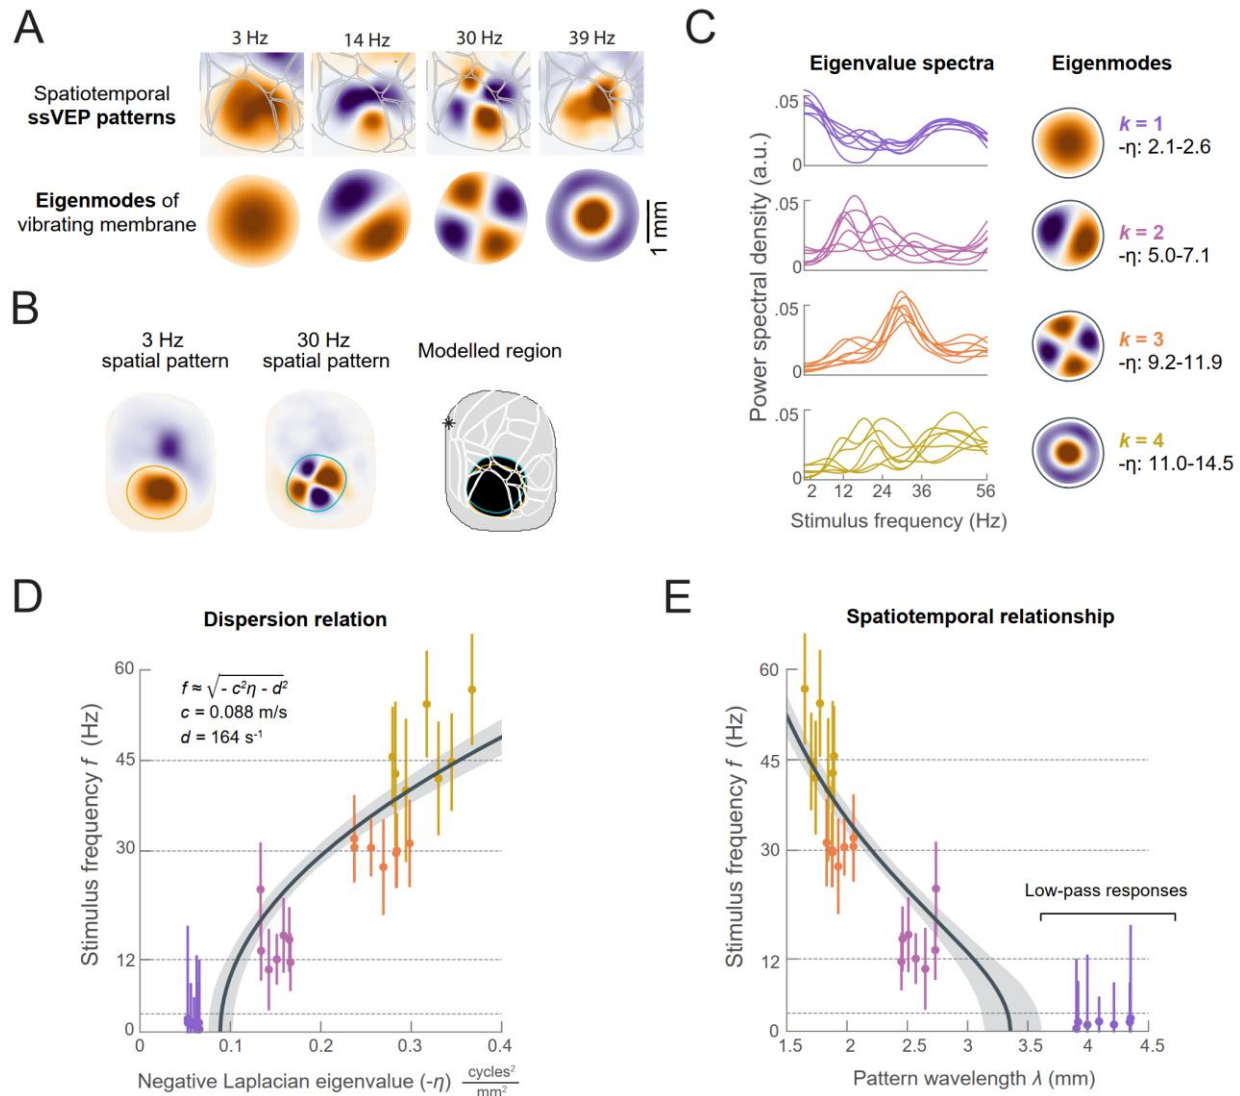 A
3 Hz
14 Hz
30 Hz
39 Hz
Spatiotemporal
ssVEP patterns
Eigenmodes of
vibrating membrane
1 mm
B
3 Hz
spatial pattern
30 Hz
spatial pattern
Modelled region
C
Eigenvalue spectra
Eigenmodes
Power spectral density (a.u.)
.05
0
.05
0
.05
0
.05
0
2 12 24 36 56
Stimulus frequency (Hz)
k = 1
-η: 2.1-2.6
k = 2
-η: 5.0-7.1
k = 3
-η: 9.2-11.9
k = 4
-η: 11.0-14.5
D
Dispersion relation
f ≈ √-c²η - d²
c = 0.088 m/s
d = 164 s⁻¹
Stimulus frequency f (Hz)
60
45
30
12
0
0 0.1 0.2 0.3 0.4
Negative Laplacian eigenvalue (-η) cycles²/mm²
E
Spatiotemporal relationship
Low-pass responses
Stimulus frequency f (Hz)
60
45
30
12
0
1.5 2 2.5 3 3.5 4 4.5
Pattern wavelength λ (mm)